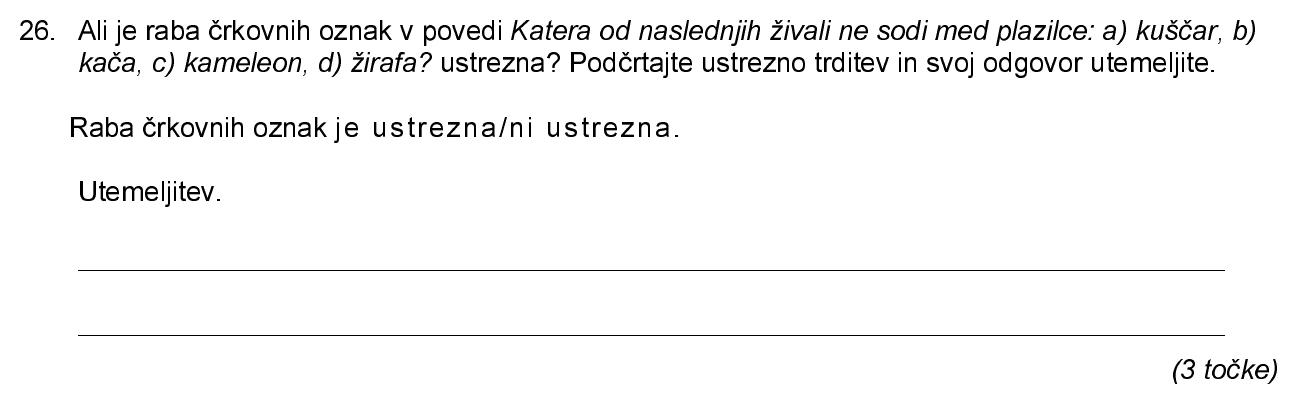 26. Ali je raba črkovnih oznak v povedi Katera od naslednjih živali ne sodi med plazilce: a) kuščar, b)
kača, c) kameleon, d) žirafa? ustrezna? Podčrtajte ustrezno trditev in svoj odgovor utemeljite.
Raba črkovnih oznak je ustrezna/ni ustrezna.
Utemeljitev.
(3 točke)